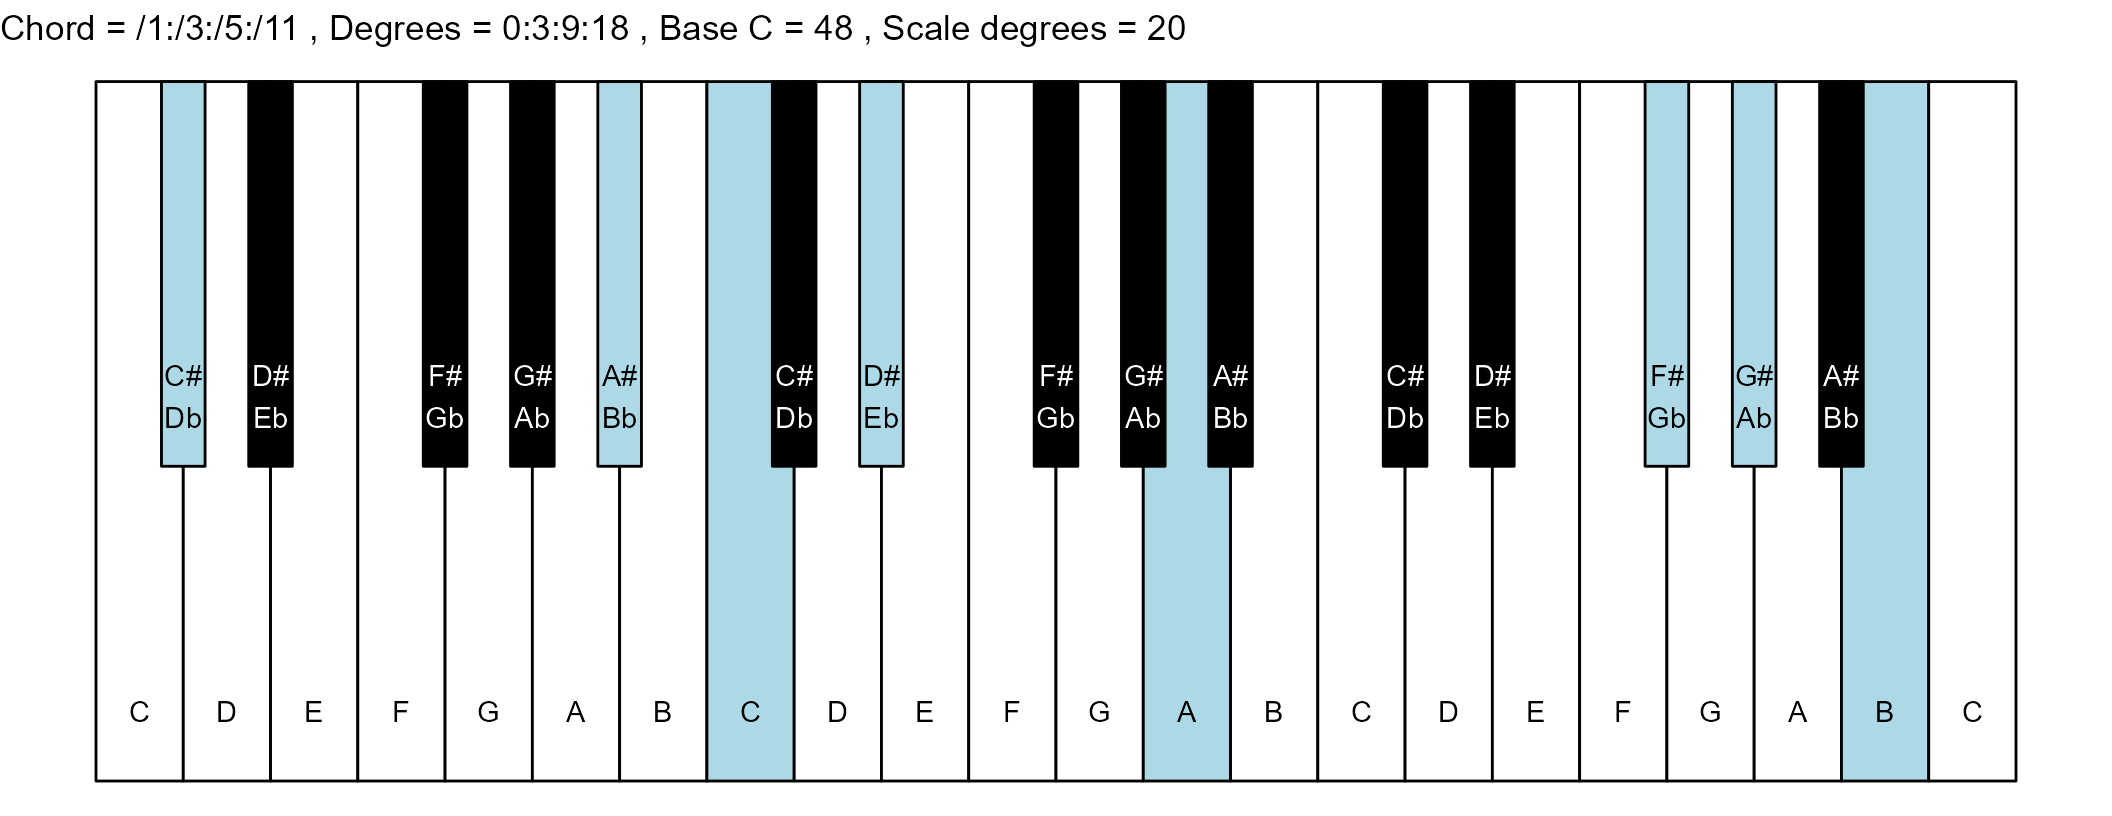 Chord = /1:/3:/5:/11 , Degrees = 0:3:9:18 , Base C = 48 , Scale degrees = 20
C# D# F# G# A# C# D# F# G# A# C# D# F# G# A#
Db Eb Gb Ab Bb Db Eb Gb Ab Bb Db Eb Gb Ab Bb
C D E F G A B C D E F G A B C D E F G A B C